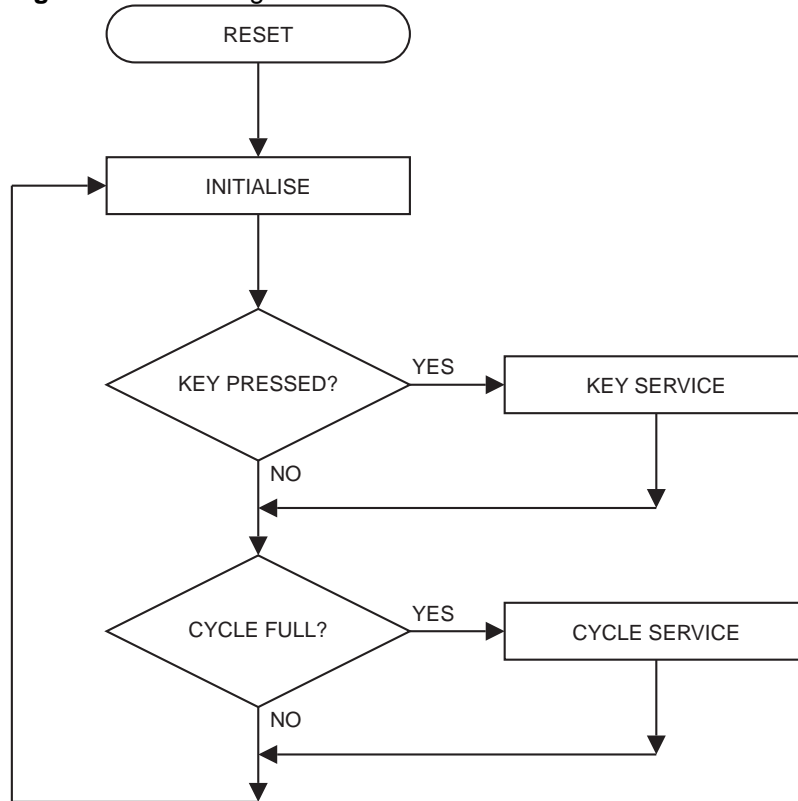 RESET
INITIALISE
KEY PRESSED?
YES
KEY SERVICE
NO
CYCLE FULL?
YES
CYCLE SERVICE
NO